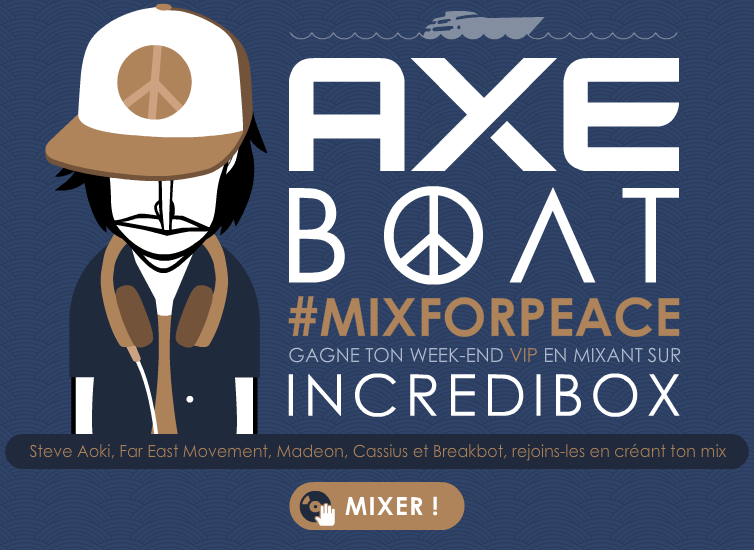 AXE
BOAT
#MIXFORPEACE
GAGNE TON WEEK-END VIP EN MIXANT SUR
INCREDIBOX
Steve Aoki, Far East Movement, Madeon, Cassius et Breakbot, rejoins-les en créant ton mix
MIXER !